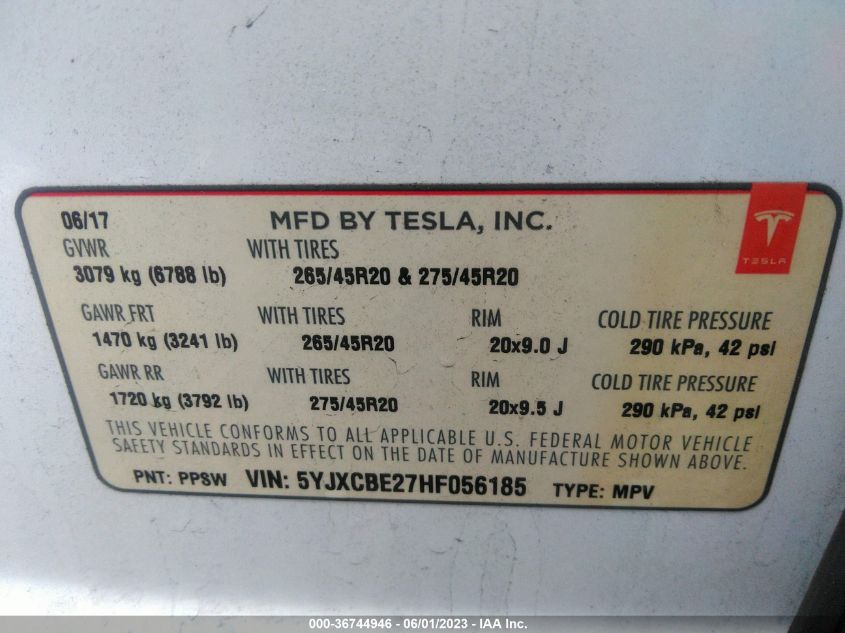 06/17 MFD BY TESLA, INC.
TESLA
GVWR WITH TIRES
3079 kg (6788 lb) 265/45R20 & 275/45R20
GAWR FRT WITH TIRES RIM COLD TIRE PRESSURE
1470 kg (3241 lb) 265/45R20 20x9.0 J 290 kPa, 42 psi
GAWR RR WITH TIRES RIM COLD TIRE PRESSURE
1720 kg (3792 lb) 275/45R20 20x9.5 J 290 kPa, 42 psi
THIS VEHICLE CONFORMS TO ALL APPLICABLE U.S. FEDERAL MOTOR VEHICLE
SAFETY STANDARDS IN EFFECT ON THE DATE OF MANUFACTURE SHOWN ABOVE.
PNT: PPSW VIN: 5YJXCBE27HF056185 TYPE: MPV
000-36744946 - 06/01/2023 - IAA Inc.